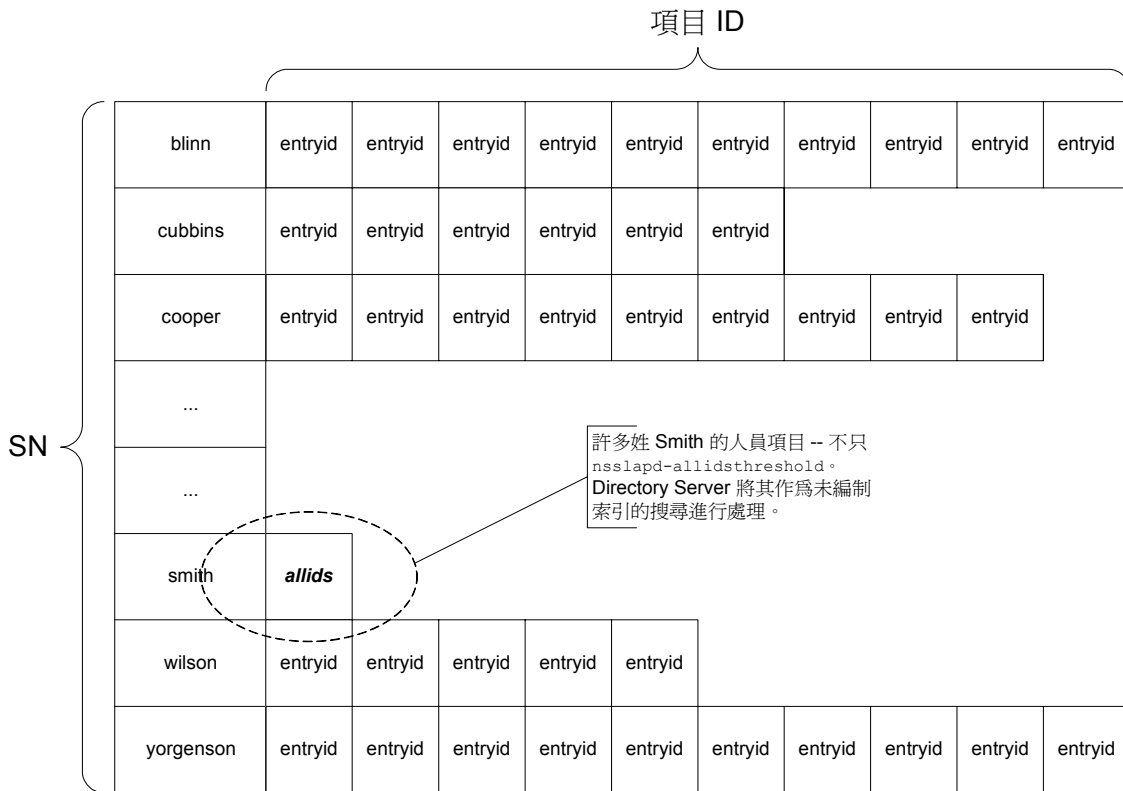 項目 ID
SN
blinn entryid entryid entryid entryid entryid entryid entryid entryid entryid entryid
cubbins entryid entryid entryid entryid entryid entryid
cooper entryid entryid entryid entryid entryid entryid entryid entryid entryid
...
...
許多姓 Smith 的人員項目 -- 不只
nsslapd-allidsthreshold。
Directory Server 將其作為未編制
索引的搜尋進行處理。
smith allids
wilson entryid entryid entryid entryid entryid
yorgenson entryid entryid entryid entryid entryid entryid entryid entryid entryid entryid